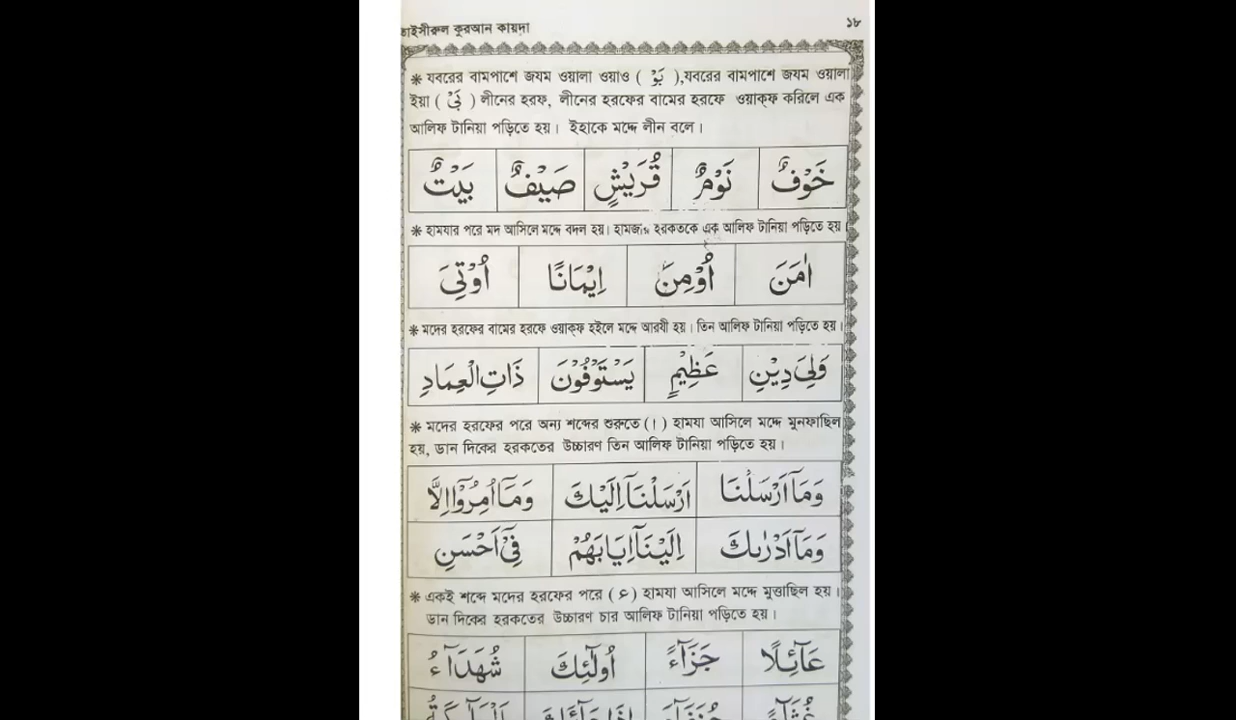 তাইসীরুল কুরআন কায়দা ১৮
* যবরের বামপাশে জযম ওয়ালা ওয়াও ( بَوْ ),যবরের বামপাশে জযম ওয়ালা
ইয়া ( بَىْ ) লীনের হরফ, লীনের হরফের বামের হরফে ওয়াক্ফ করিলে এক
আলিফ টানিয়া পড়িতে হয়। ইহাকে মদ্দে লীন বলে।
خَوْفٌ نَوْمٌ قُرَيْشٍ صَيْفٌ بَيْتٌ
* হামযার পরে মদ আসিলে মদ্দে বদল হয়। হামজার হরকতকে এক আলিফ টানিয়া পড়িতে হয়।
اٰمَنَ اُوْمِنَ اِيْمَانًا اُوْتِىَ
* মদের হরফের বামের হরফে ওয়াক্ফ হইলে মদ্দে আরযী হয়। তিন আলিফ টানিয়া পড়িতে হয়।
وَلِىَ دِيْنِ عَظِيْمٍ يَسْتَوْفُوْنَ ذَاتِ الْعِمَادِ
* মদের হরফের পরে অন্য শব্দের শুরুতে (।) হামযা আসিলে মদ্দে মুনফাছিল
হয়, ডান দিকের হরকতের উচ্চারণ তিন আলিফ টানিয়া পড়িতে হয়।
وَمَآ اَرْسَلْنَا اَرْسَلْنَآ اِلَيْكَ وَمَآ اُمِرُوْٓا اِلَّا
وَمَآ اَدْرٰىكَ اِلَيْنَآ اِيَابَهُمْ فِىْٓ اَحْسَنِ
* একই শব্দে মদের হরফের পরে (ء) হামযা আসিলে মদ্দে মুত্তাছিল হয়।
ডান দিকের হরকতের উচ্চারণ চার আলিফ টানিয়া পড়িতে হয়।
عَآئِلًا جَزَآءً اُولٰٓئِكَ شُهَدَآءُ